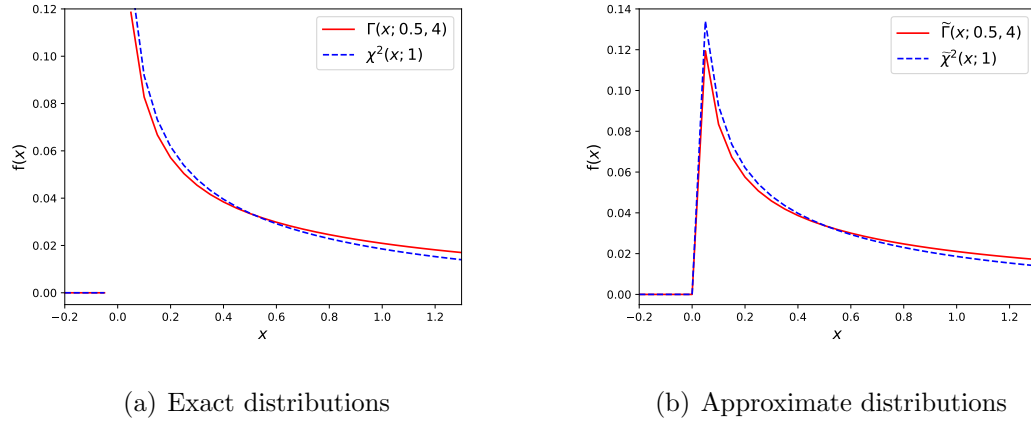 0.12
0.10
0.08
0.06
0.04
0.02
0.00
f(x)
−0.2 0.0 0.2 0.4 0.6 0.8 1.0 1.2
x
Γ(x; 0.5, 4)
χ²(x; 1)
(a) Exact distributions
0.14
0.12
0.10
0.08
0.06
0.04
0.02
0.00
f(x)
−0.2 0.0 0.2 0.4 0.6 0.8 1.0 1.2
x
Γ̃(x; 0.5, 4)
χ̃²(x; 1)
(b) Approximate distributions